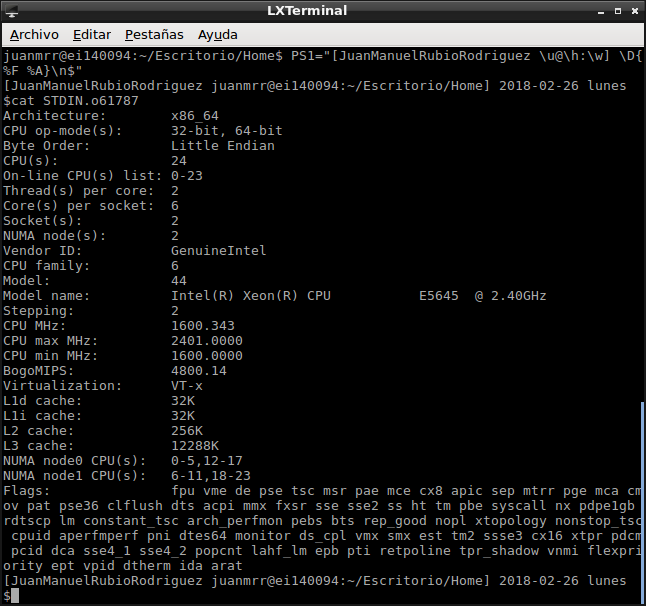 LXTerminal
Archivo Editar Pestañas Ayuda
juanmrr@ei140094:~/Escritorio/Home$ PS1="[JuanManuelRubioRodriguez \u@\h:\w] \D{
%F %A}\n$"
[JuanManuelRubioRodriguez juanmrr@ei140094:~/Escritorio/Home] 2018-02-26 lunes
$cat STDIN.o61787
Architecture:        x86_64
CPU op-mode(s):      32-bit, 64-bit
Byte Order:          Little Endian
CPU(s):              24
On-line CPU(s) list: 0-23
Thread(s) per core:  2
Core(s) per socket:  6
Socket(s):           2
NUMA node(s):        2
Vendor ID:           GenuineIntel
CPU family:          6
Model:               44
Model name:          Intel(R) Xeon(R) CPU           E5645  @ 2.40GHz
Stepping:            2
CPU MHz:             1600.343
CPU max MHz:         2401.0000
CPU min MHz:         1600.0000
BogoMIPS:            4800.14
Virtualization:      VT-x
L1d cache:           32K
L1i cache:           32K
L2 cache:            256K
L3 cache:            12288K
NUMA node0 CPU(s):   0-5,12-17
NUMA node1 CPU(s):   6-11,18-23
Flags:               fpu vme de pse tsc msr pae mce cx8 apic sep mtrr pge mca cm
ov pat pse36 clflush dts acpi mmx fxsr sse sse2 ss ht tm pbe syscall nx pdpe1gb
rdtscp lm constant_tsc arch_perfmon pebs bts rep_good nopl xtopology nonstop_tsc
 cpuid aperfmperf pni dtes64 monitor ds_cpl vmx smx est tm2 ssse3 cx16 xtpr pdcm
 pcid dca sse4_1 sse4_2 popcnt lahf_lm epb pti retpoline tpr_shadow vnmi flexpri
ority ept vpid dtherm ida arat
[JuanManuelRubioRodriguez juanmrr@ei140094:~/Escritorio/Home] 2018-02-26 lunes
$